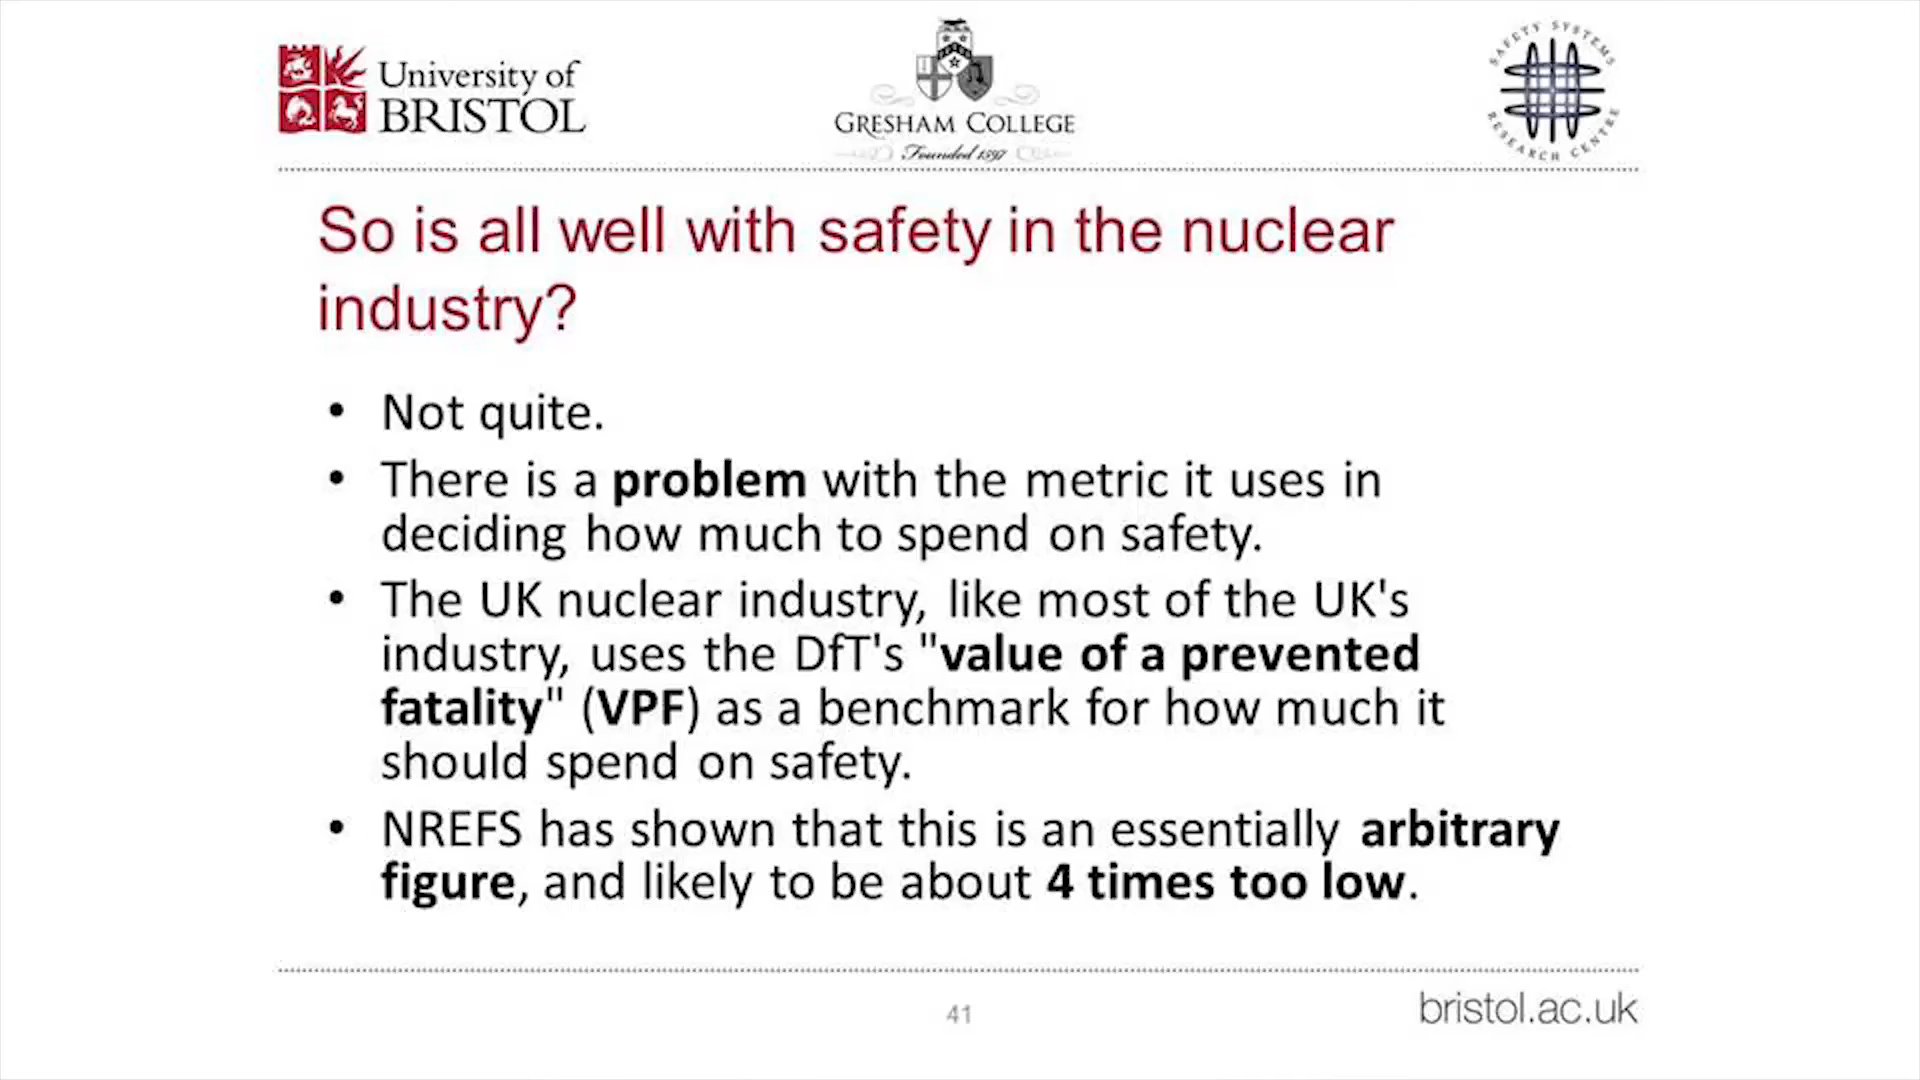 University of
BRISTOL
GRESHAM COLLEGE
Founded 1597
SAFETY SYSTEMS
RESEARCH CENTRE
So is all well with safety in the nuclear
industry?
• Not quite.
• There is a problem with the metric it uses in
deciding how much to spend on safety.
• The UK nuclear industry, like most of the UK's
industry, uses the DfT's "value of a prevented
fatality" (VPF) as a benchmark for how much it
should spend on safety.
• NREFS has shown that this is an essentially arbitrary
figure, and likely to be about 4 times too low.
41
bristol.ac.uk